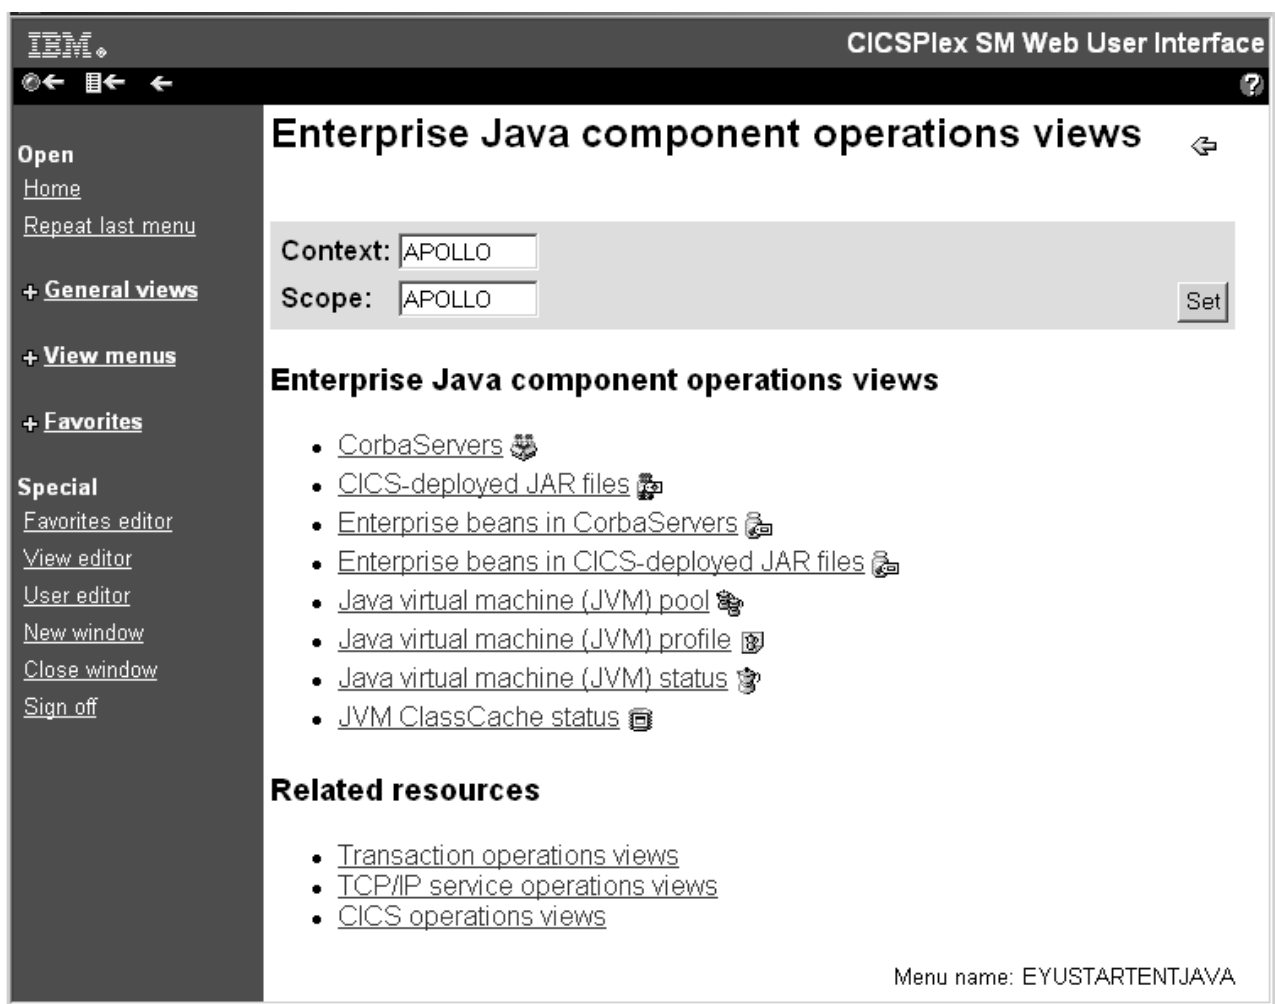 IBM.
CICSPlex SM Web User Interface
Enterprise Java component operations views
Open
Home
Repeat last menu
+ General views
+ View menus
+ Favorites
Special
Favorites editor
View editor
User editor
New window
Close window
Sign off
Context: APOLLO
Scope: APOLLO
Set
Enterprise Java component operations views
• CorbaServers
• CICS-deployed JAR files
• Enterprise beans in CorbaServers
• Enterprise beans in CICS-deployed JAR files
• Java virtual machine (JVM) pool
• Java virtual machine (JVM) profile
• Java virtual machine (JVM) status
• JVM ClassCache status
Related resources
• Transaction operations views
• TCP/IP service operations views
• CICS operations views
Menu name: EYUSTARTENTJAVA